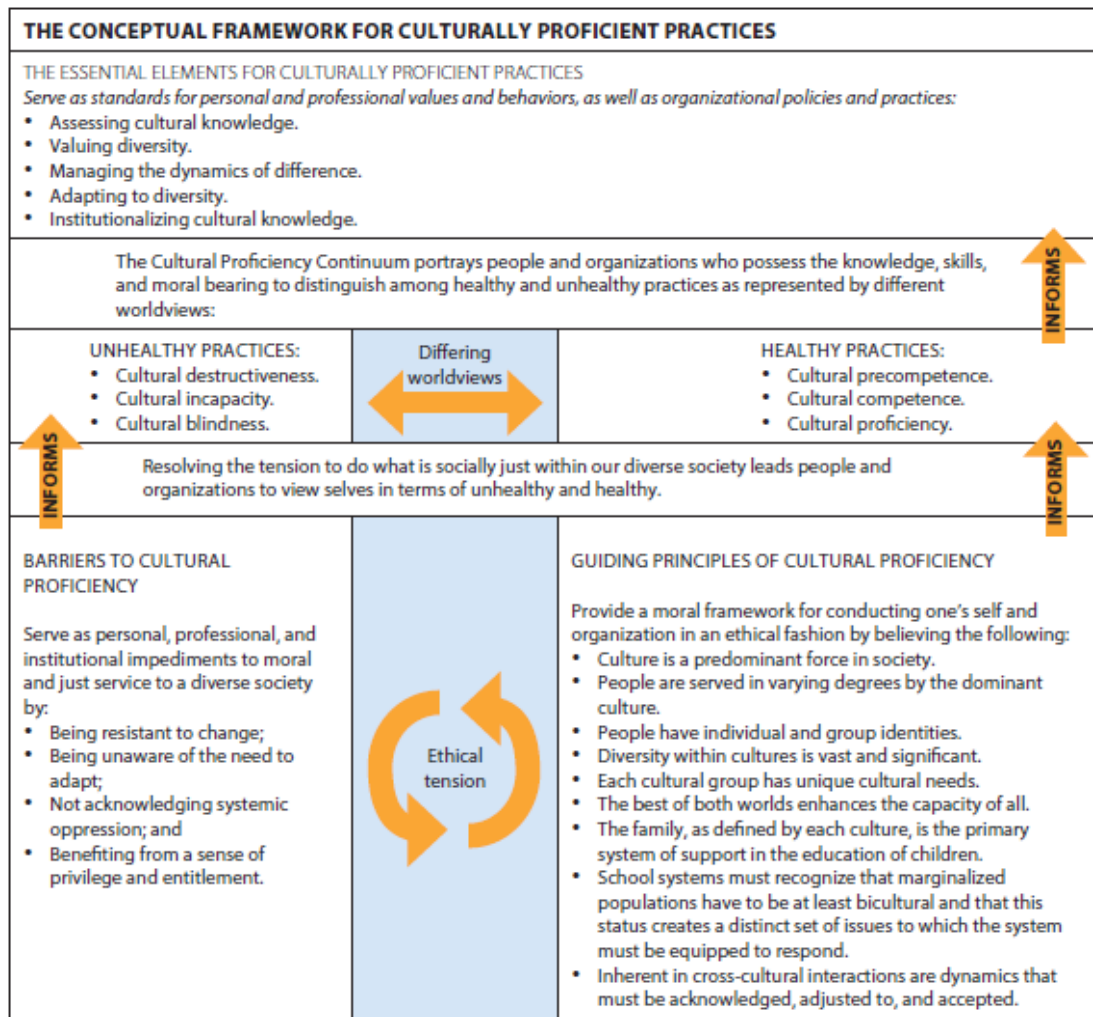 THE CONCEPTUAL FRAMEWORK FOR CULTURALLY PROFICIENT PRACTICES
THE ESSENTIAL ELEMENTS FOR CULTURALLY PROFICIENT PRACTICES
Serve as standards for personal and professional values and behaviors, as well as organizational policies and practices:
• Assessing cultural knowledge.
• Valuing diversity.
• Managing the dynamics of difference.
• Adapting to diversity.
• Institutionalizing cultural knowledge.
The Cultural Proficiency Continuum portrays people and organizations who possess the knowledge, skills,
and moral bearing to distinguish among healthy and unhealthy practices as represented by different
worldviews:
INFORMS
UNHEALTHY PRACTICES:
• Cultural destructiveness.
• Cultural incapacity.
• Cultural blindness.
Differing
worldviews
HEALTHY PRACTICES:
• Cultural precompetence.
• Cultural competence.
• Cultural proficiency.
INFORMS
Resolving the tension to do what is socially just within our diverse society leads people and
organizations to view selves in terms of unhealthy and healthy.
INFORMS
BARRIERS TO CULTURAL
PROFICIENCY
Serve as personal, professional, and
institutional impediments to moral
and just service to a diverse society
by:
• Being resistant to change;
• Being unaware of the need to
adapt;
• Not acknowledging systemic
oppression; and
• Benefiting from a sense of
privilege and entitlement.
Ethical
tension
GUIDING PRINCIPLES OF CULTURAL PROFICIENCY
Provide a moral framework for conducting one's self and
organization in an ethical fashion by believing the following:
• Culture is a predominant force in society.
• People are served in varying degrees by the dominant
culture.
• People have individual and group identities.
• Diversity within cultures is vast and significant.
• Each cultural group has unique cultural needs.
• The best of both worlds enhances the capacity of all.
• The family, as defined by each culture, is the primary
system of support in the education of children.
• School systems must recognize that marginalized
populations have to be at least bicultural and that this
status creates a distinct set of issues to which the system
must be equipped to respond.
• Inherent in cross-cultural interactions are dynamics that
must be acknowledged, adjusted to, and accepted.